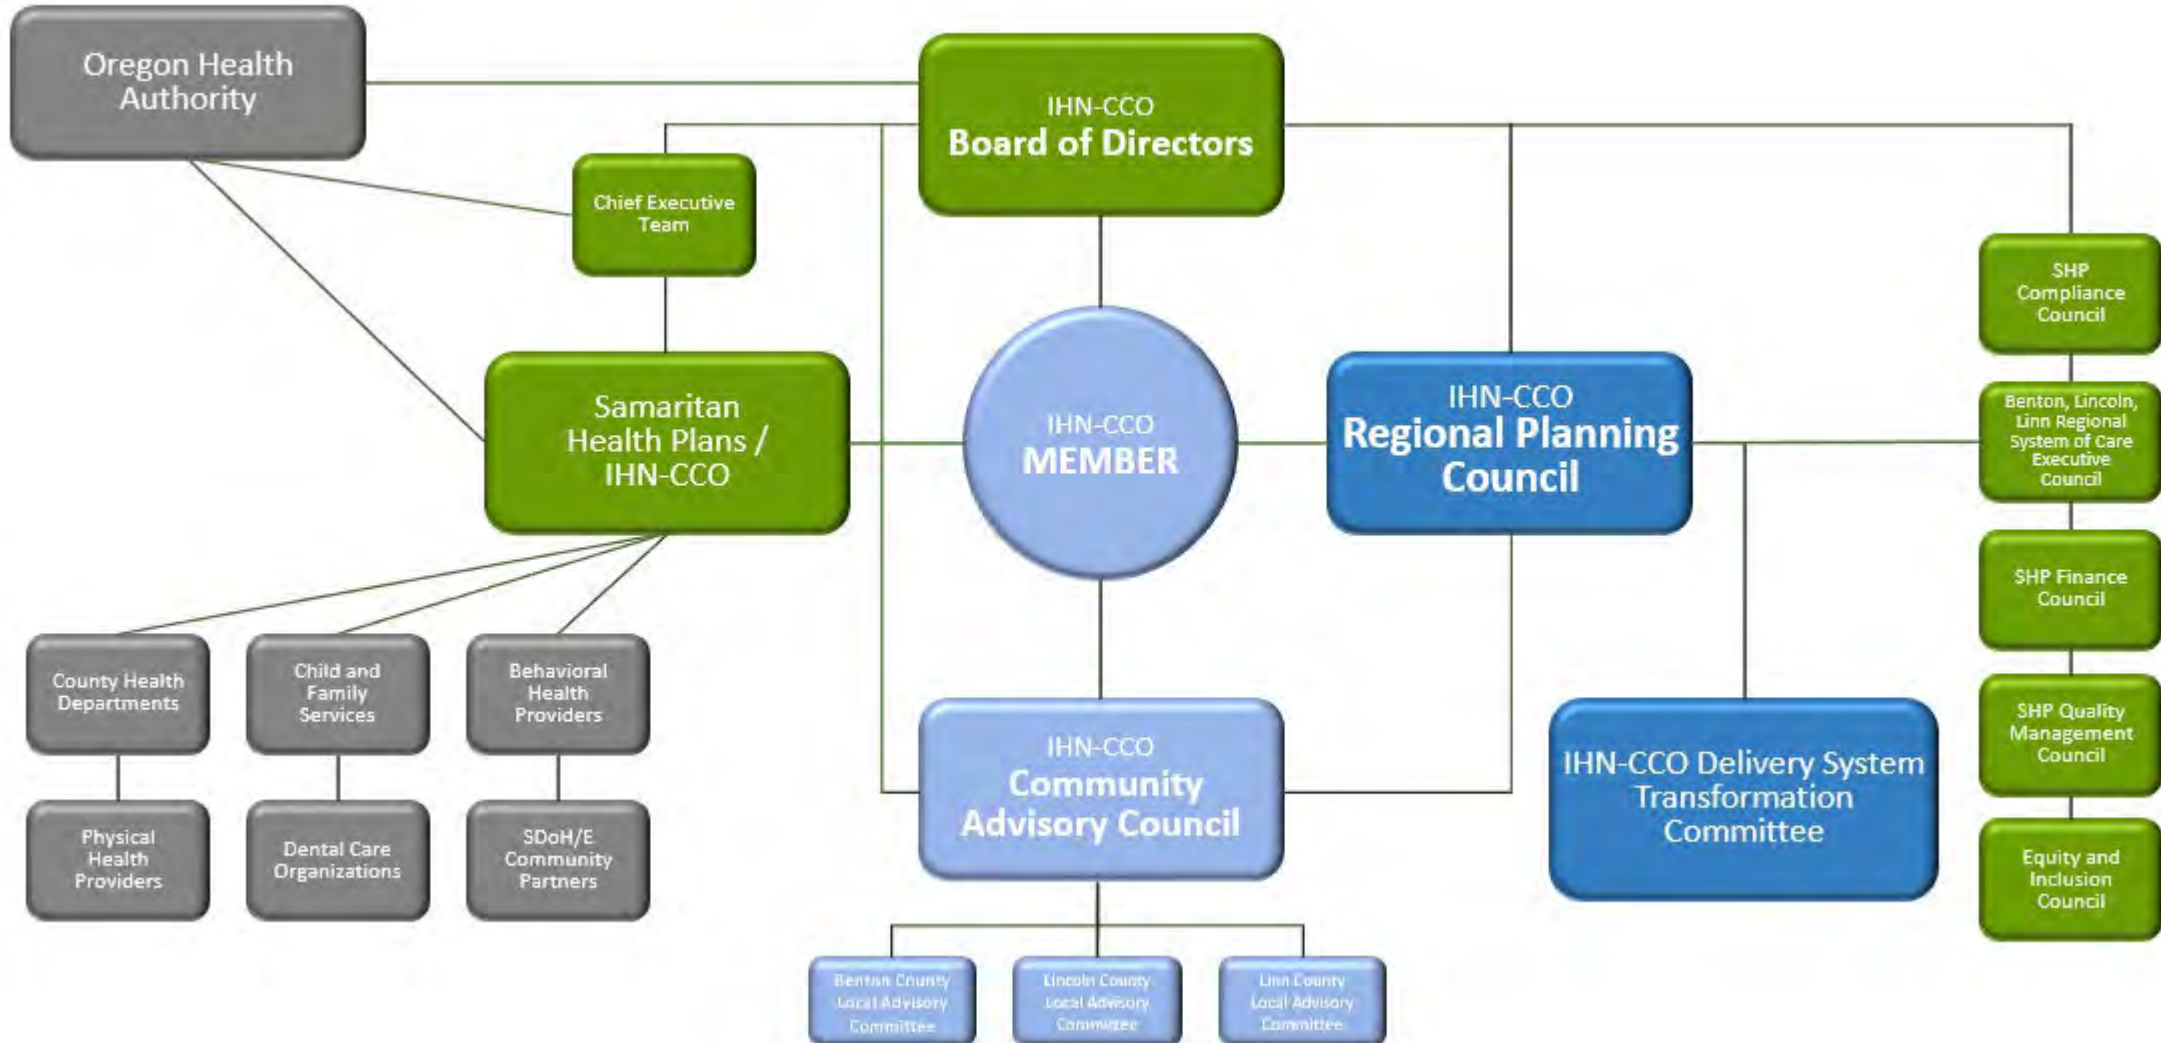 Oregon Health
Authority
IHN-CCO
Board of Directors
Chief Executive
Team
SHP
Compliance
Council
Samaritan
Health Plans /
IHN-CCO
IHN-CCO
MEMBER
IHN-CCO
Regional Planning
Council
Benton, Lincoln,
Linn Regional
System of Care
Executive
Council
SHP Finance
Council
County Health
Departments
Child and
Family
Services
Behavioral
Health
Providers
IHN-CCO
Community
Advisory Council
IHN-CCO Delivery System
Transformation
Committee
SHP Quality
Management
Council
Physical
Health
Providers
Dental Care
Organizations
SDoH/E
Community
Partners
Equity and
Inclusion
Council
Benton County
Local Advisory
Committee
Lincoln County
Local Advisory
Committee
Linn County
Local Advisory
Committee